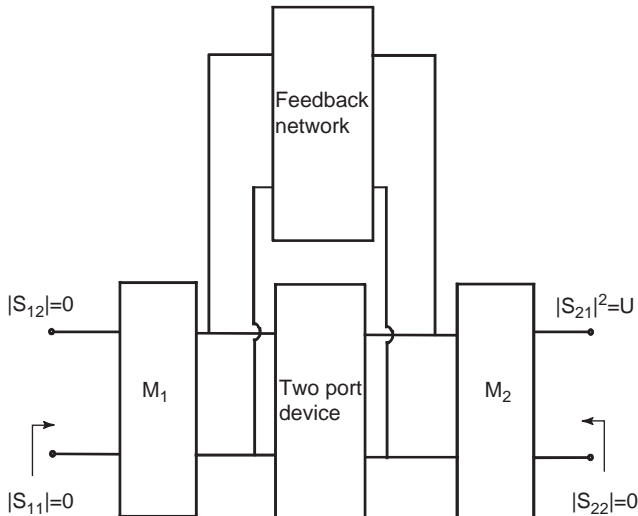 Feedback
network
|S₁₂|=0
|S₂₁|²=U
M₁
Two port
device
M₂
|S₁₁|=0
|S₂₂|=0